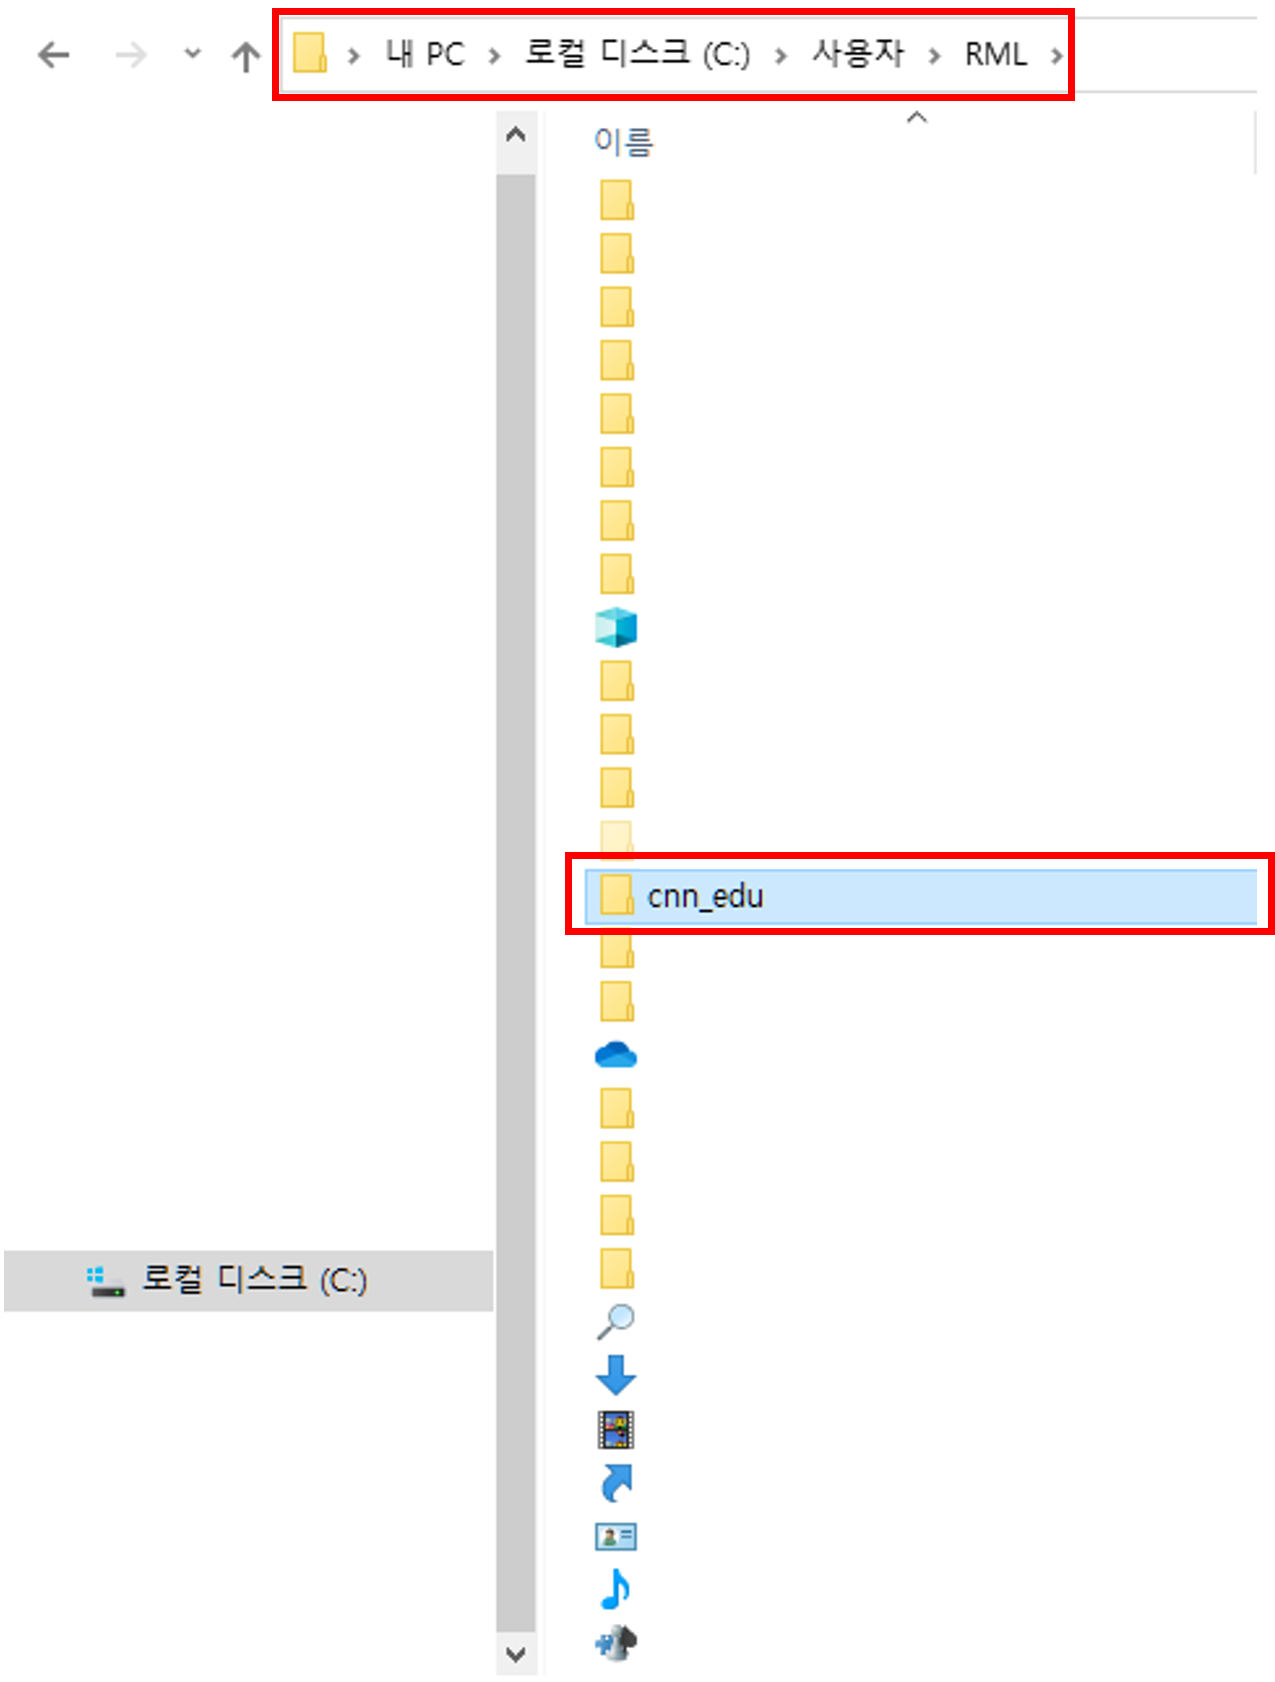 내 PC > 로컬 디스크 (C:) > 사용자 > RML >
이름
cnn_edu
로컬 디스크 (C:)